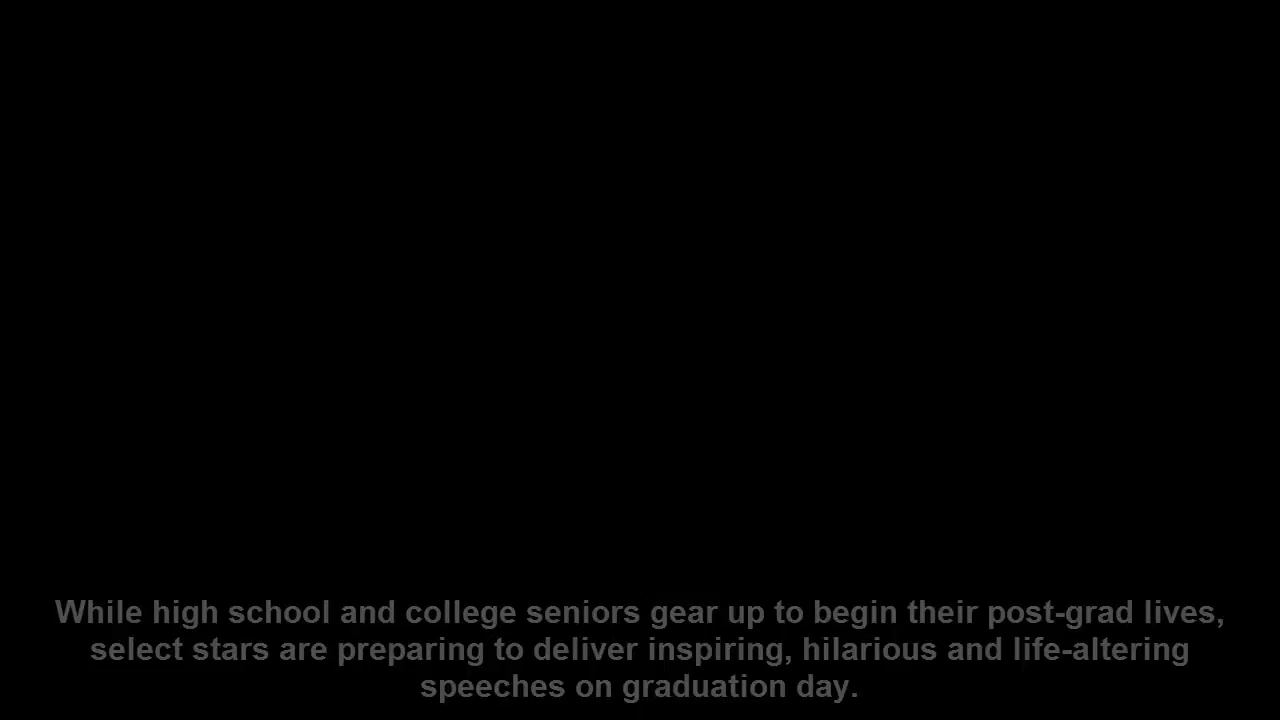 While high school and college seniors gear up to begin their post-grad lives,
select stars are preparing to deliver inspiring, hilarious and life-altering
speeches on graduation day.